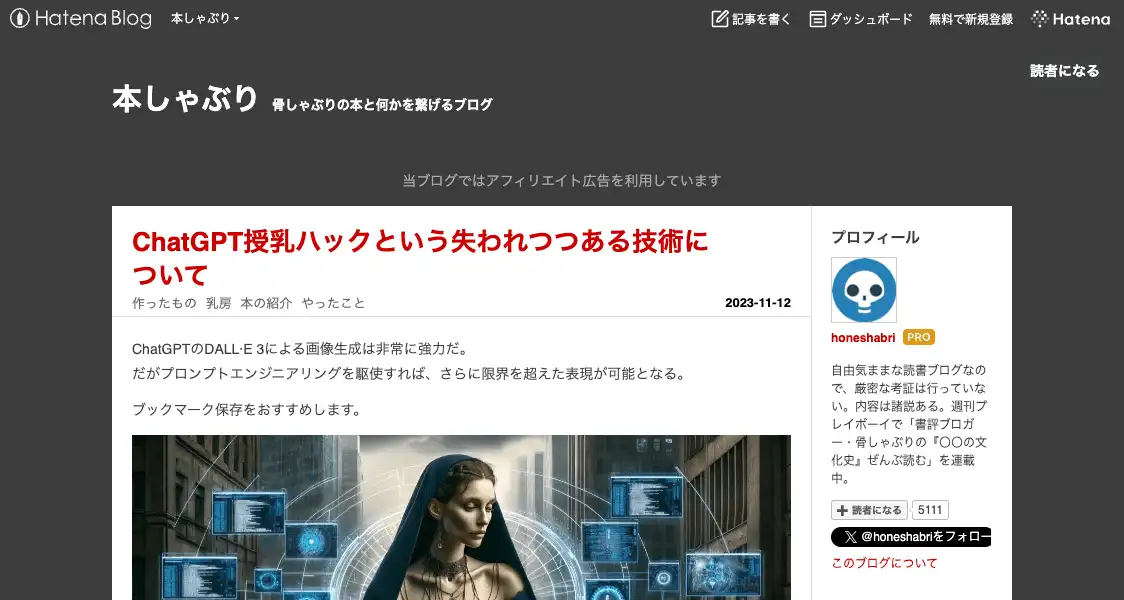 Hatena Blog
本しゃぶり
記事を書く
ダッシュボード
無料で新規登録
Hatena
読者になる
本しゃぶり 骨しゃぶりの本と何かを繋げるブログ
当ブログではアフィリエイト広告を利用しています
ChatGPT授乳ハックという失われつつある技術に
ついて
作ったもの 乳房 本の紹介 やったこと
2023-11-12
ChatGPTのDALL·E 3による画像生成は非常に強力だ。
だがプロンプトエンジニアリングを駆使すれば、さらに限界を超えた表現が可能となる。
ブックマーク保存をおすすめします。
プロフィール
honeshabri PRO
自由気ままな読書ブログなの
で、厳密な考証は行っていな
い。内容は諸説ある。週刊プ
レイボーイで「書評ブロガ
ー・骨しゃぶりの『〇〇の文
化史』ぜんぶ読む」を連載
中。
読者になる 5111
@honeshabriをフォロー
このブログについて